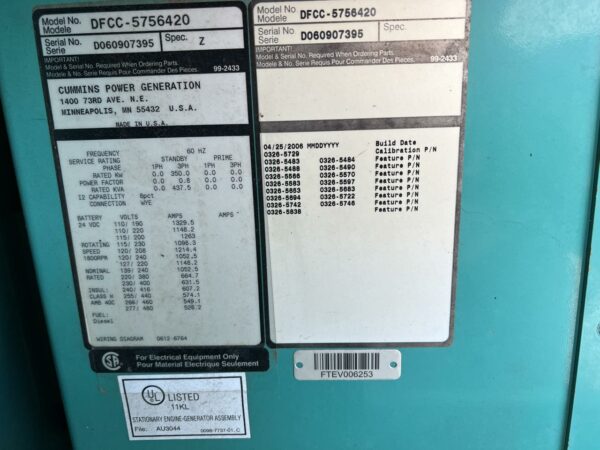 Model No. DFCC-5756420
Modele
Serial No. D060907395 Spec. Z
Serie
IMPORTANT!
Model & Serial No. Required When Ordering Parts.
Modele & No. Serie Requis Pour Commander Des Pieces. 99-2433
CUMMINS POWER GENERATION
1400 73RD AVE. N.E.
MINNEAPOLIS, MN 55432 U.S.A.
MADE IN U.S.A.
FREQUENCY 60 HZ
SERVICE RATING STANDBY PRIME
PHASE 1PH 3PH 1PH 3PH
RATED KW 0.0 350.0 0.0 0.0
POWER FACTOR 0.0 0.8 0.0 0.0
RATED KVA 0.0 437.5 0.0 0.0
I2 CAPABILITY 8pct
CONNECTION WYE
BATTERY VOLTS AMPS AMPS
24 VDC 110/ 190 1329.5
110/ 220 1148.2
115/ 200 1263
ROTATING 115/ 230 1098.3
SPEED 120/ 208 1214.4
1800RPM 120/ 240 1052.5
127/ 220 1148.2
NOMINAL 139/ 240 1052.5
RATED 220/ 380 664.7
230/ 400 631.5
INSUL: 240/ 416 607.2
CLASS H 255/ 440 574.1
AMB 40C 266/ 460 549.1
277/ 480 526.2
FUEL:
Diesel
WIRING DIAGRAM 0612-6764
SA
For Electrical Equipment Only
Pour Material Electrique Seulement
UL LISTED
11KL
STATIONARY ENGINE-GENERATOR ASSEMBLY
File: AU3044 0098-7737-01, C
Model No. DFCC-5756420
Modele
Serial No. D060907395
Serie
IMPORTANT!
Model & Serial No. Required When Ordering Parts.
Modele & No. Serie Requis Pour Commander Des Pieces. 99-2433
04/25/2006 MMDDYYYY Build Date
0326-5729 Calibration P/N
0326-5483 0326-5484 Feature P/N
0326-5488 0326-5490 Feature P/N
0326-5566 0326-5570 Feature P/N
0326-5583 0326-5597 Feature P/N
0326-5653 0326-5683 Feature P/N
0326-5694 0326-5722 Feature P/N
0326-5742 0326-5746 Feature P/N
0326-5838 Feature P/N
FTEV006253